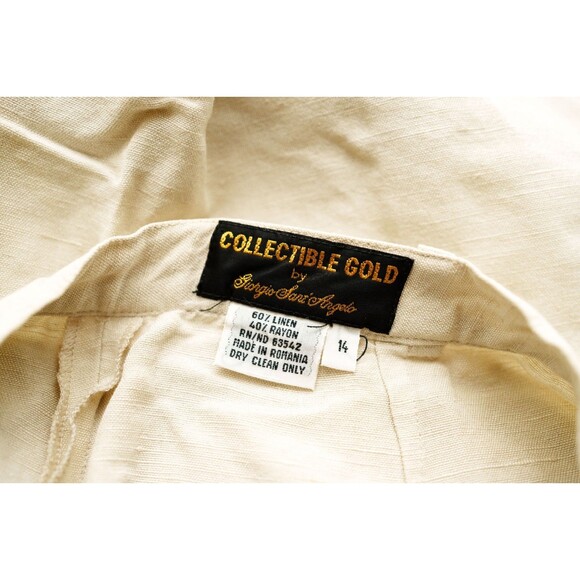 COLLECTIBLE GOLD
by
Giorgio Sant'Angelo
60% LINEN
40% RAYON
RN/ND 63542
MADE IN ROMANIA
DRY CLEAN ONLY
14